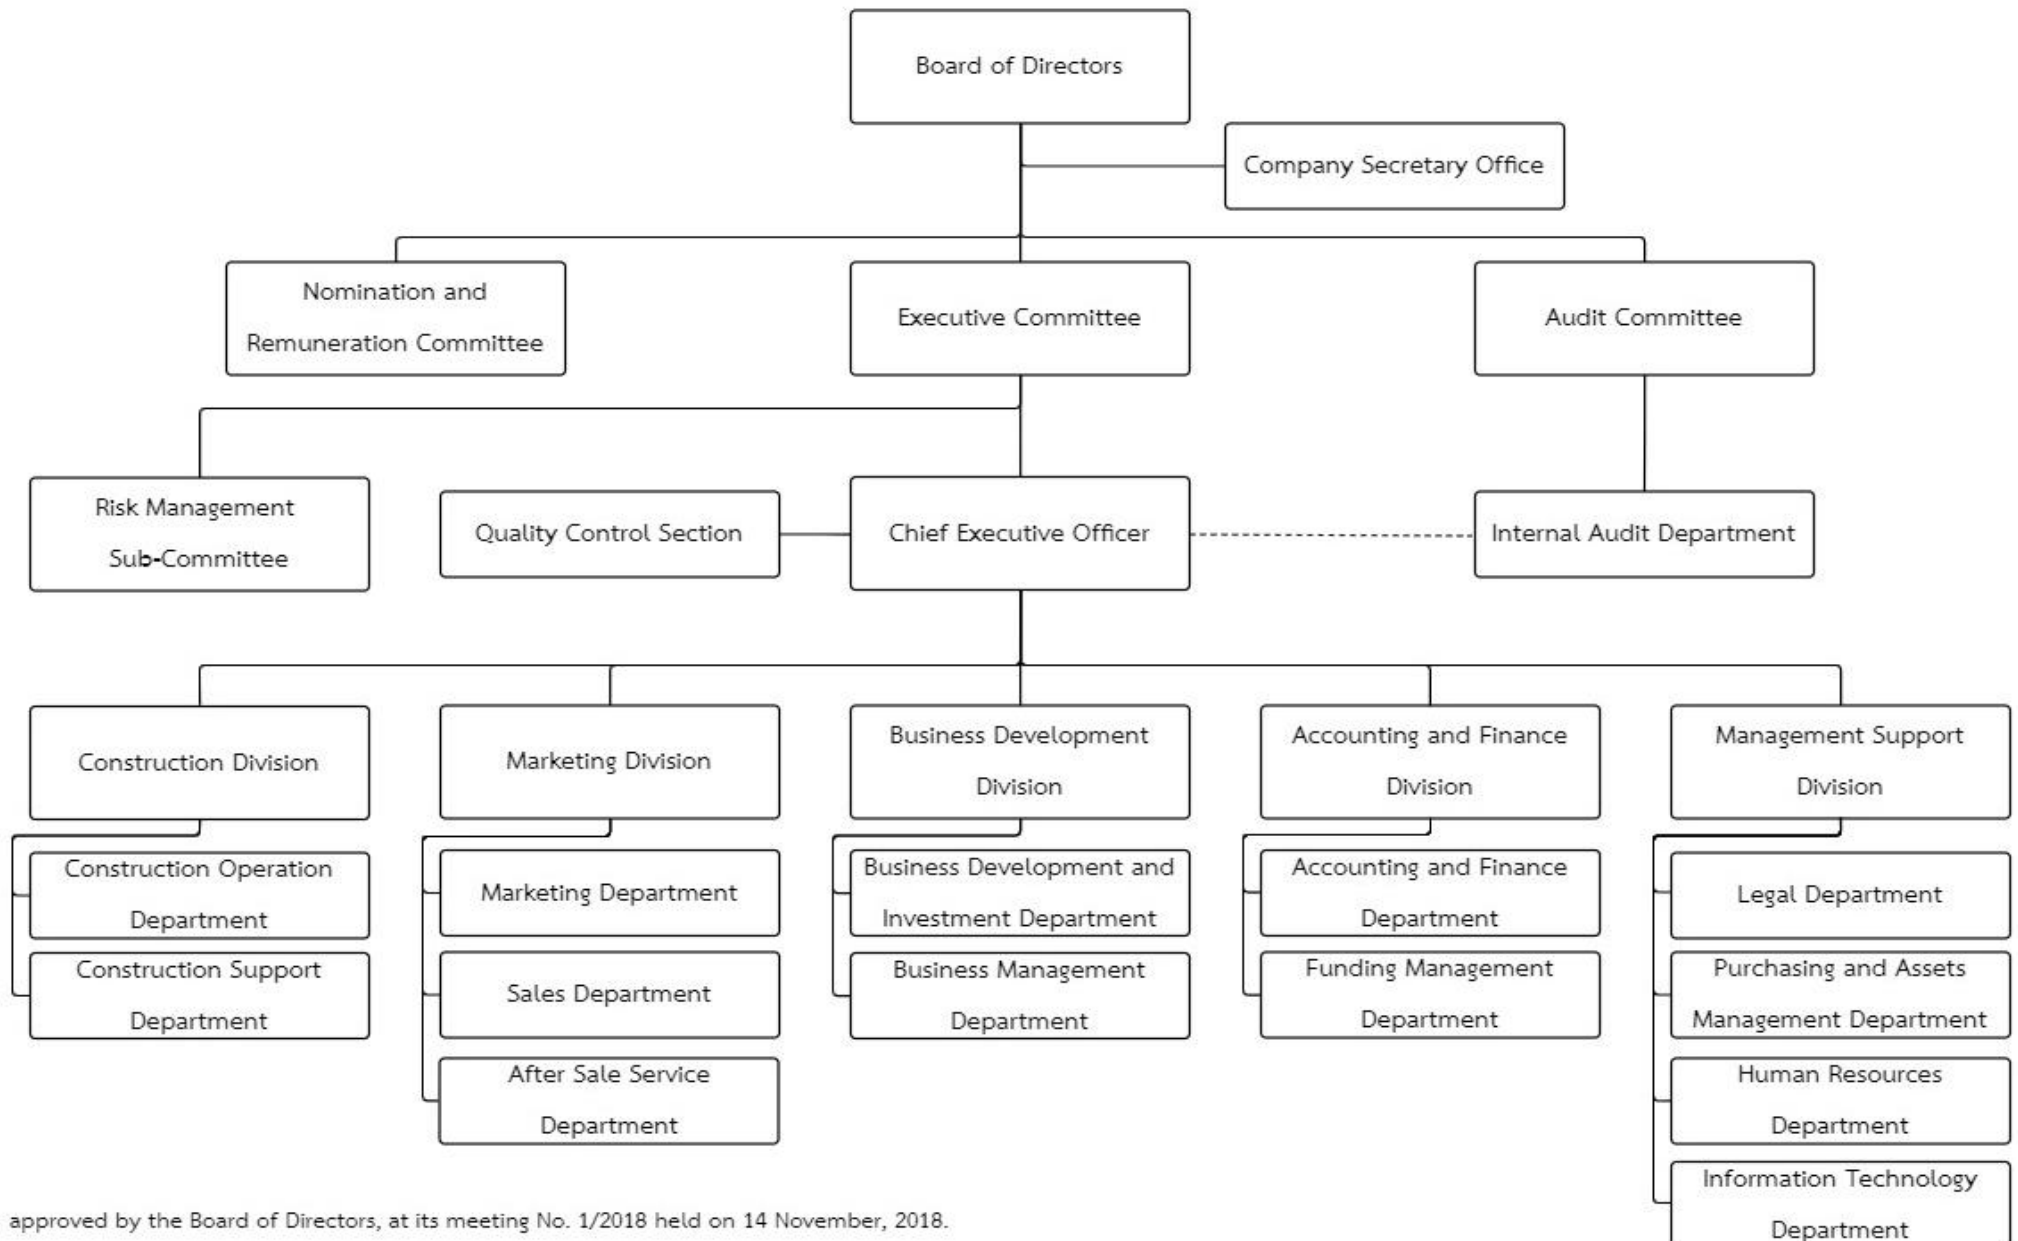 Board of Directors
Company Secretary Office
Nomination and
Remuneration Committee
Executive Committee
Audit Committee
Risk Management
Sub-Committee
Quality Control Section
Chief Executive Officer
Internal Audit Department
Construction Division
Marketing Division
Business Development
Division
Accounting and Finance
Division
Management Support
Division
Construction Operation
Department
Construction Support
Department
Marketing Department
Sales Department
After Sale Service
Department
Business Development and
Investment Department
Business Management
Department
Accounting and Finance
Department
Funding Management
Department
Legal Department
Purchasing and Assets
Management Department
Human Resources
Department
Information Technology
Department
approved by the Board of Directors, at its meeting No. 1/2018 held on 14 November, 2018.